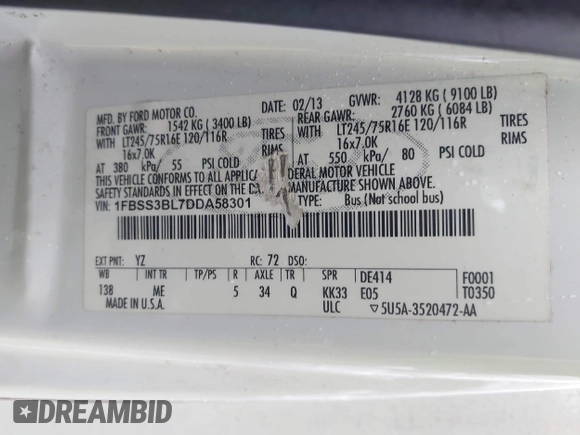 MFD. BY FORD MOTOR CO.
DATE: 02/13 GVWR: 4128 KG ( 9100 LB)
FRONT GAWR: 1542 KG ( 3400 LB) REAR GAWR: 2760 KG ( 6084 LB)
WITH LT245/75R16E 120/116R TIRES WITH LT245/75R16E 120/116R TIRES
16x7.0K RIMS 16x7.0K RIMS
AT 380 kPa/ 55 PSI COLD AT 550 kPa/ 80 PSI COLD
THIS VEHICLE CONFORMS TO ALL APPLICA DERAL MOTOR VEHICLE
SAFETY STANDARDS IN EFFECT ON THE DA MANUFACTURE SHOWN ABOVE.
VIN: 1FBSS3BL7DDA58301 TYPE: Bus (Not school bus)
EXT PNT: YZ RC: 72 DSO:
WB INT TR TP/PS R AXLE TR SPR DE414 F0001
138 ME 5 34 Q KK33 E05 T0350
MADE IN U.S.A. ULC 5U5A-3520472-AA
DREAMBID